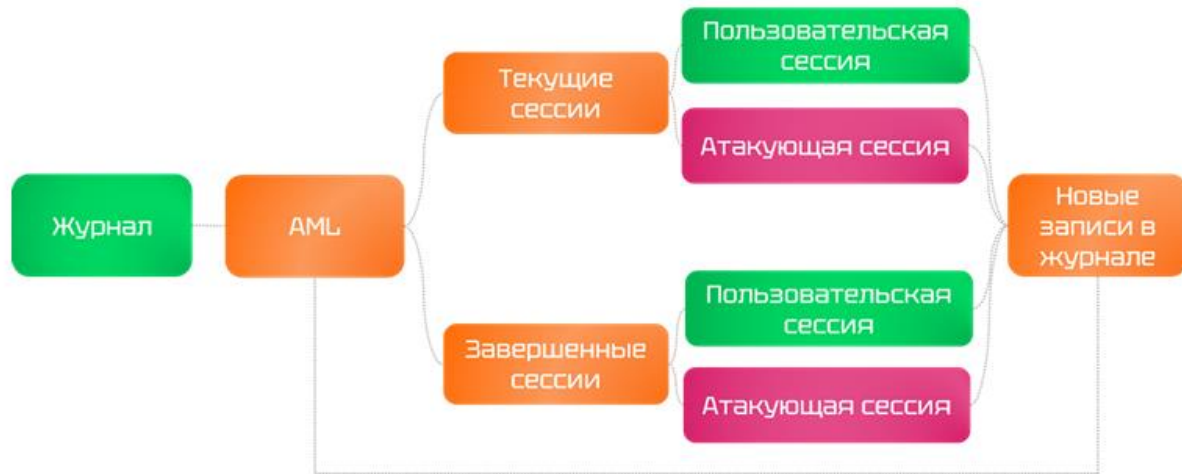 Пользовательская
сессия
Текущие
сессии
Атакующая сессия
Журнал
AML
Новые
записи в
журнале
Пользовательская
сессия
Завершенные
сессии
Атакующая сессия